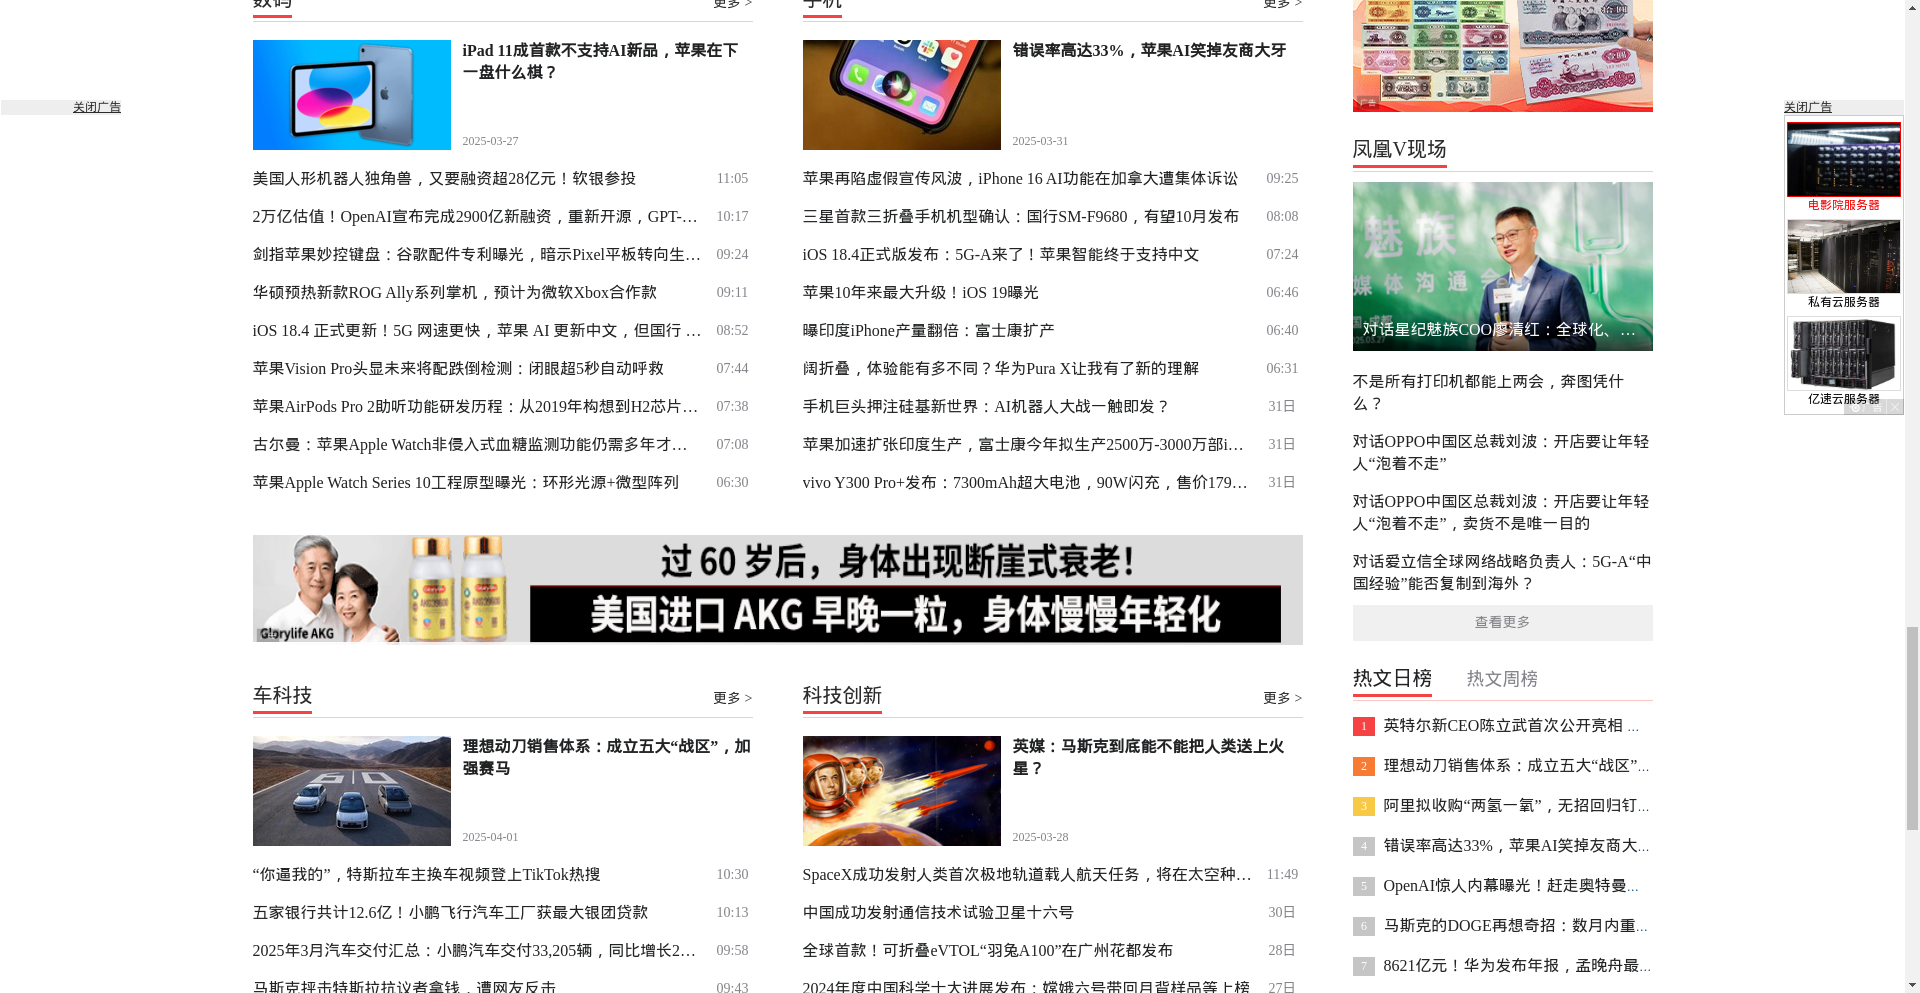 数码
更多 >
iPad 11成首款不支持AI新品，苹果在下
一盘什么棋？
2025-03-27
美国人形机器人独角兽，又要融资超28亿元！软银参投
11:05
2万亿估值！OpenAI宣布完成2900亿新融资，重新开源，GPT-…
10:17
剑指苹果妙控键盘：谷歌配件专利曝光，暗示Pixel平板转向生…
09:24
华硕预热新款ROG Ally系列掌机，预计为微软Xbox合作款
09:11
iOS 18.4 正式更新！5G 网速更快，苹果 AI 更新中文，但国行 …
08:52
苹果Vision Pro头显未来将配跌倒检测：闭眼超5秒自动呼救
07:44
苹果AirPods Pro 2助听功能研发历程：从2019年构想到H2芯片…
07:38
古尔曼：苹果Apple Watch非侵入式血糖监测功能仍需多年才…
07:08
苹果Apple Watch Series 10工程原型曝光：环形光源+微型阵列
06:30
手机
更多 >
错误率高达33%，苹果AI笑掉友商大牙
2025-03-31
苹果再陷虚假宣传风波，iPhone 16 AI功能在加拿大遭集体诉讼
09:25
三星首款三折叠手机机型确认：国行SM-F9680，有望10月发布
08:08
iOS 18.4正式版发布：5G-A来了！苹果智能终于支持中文
07:24
苹果10年来最大升级！iOS 19曝光
06:46
曝印度iPhone产量翻倍：富士康扩产
06:40
阔折叠，体验能有多不同？华为Pura X让我有了新的理解
06:31
手机巨头押注硅基新世界：AI机器人大战一触即发？
31日
苹果加速扩张印度生产，富士康今年拟生产2500万-3000万部i…
31日
vivo Y300 Pro+发布：7300mAh超大电池，90W闪充，售价179…
31日
过 60 岁后，身体出现断崖式衰老！
美国进口 AKG 早晚一粒，身体慢慢年轻化
Glorylife AKG
车科技
更多 >
理想动刀销售体系：成立五大“战区”，加
强赛马
2025-04-01
“你逼我的”，特斯拉车主换车视频登上TikTok热搜
10:30
五家银行共计12.6亿！小鹏飞行汽车工厂获最大银团贷款
10:13
2025年3月汽车交付汇总：小鹏汽车交付33,205辆，同比增长2…
09:58
马斯克抨击特斯拉抗议者拿钱，遭网友反击
09:43
科技创新
更多 >
英媒：马斯克到底能不能把人类送上火
星？
2025-03-28
SpaceX成功发射人类首次极地轨道载人航天任务，将在太空种…
11:49
中国成功发射通信技术试验卫星十六号
30日
全球首款！可折叠eVTOL“羽兔A100”在广州花都发布
28日
2024年度中国科学十大进展发布：嫦娥六号带回月背样品等上榜
27日
广告
凤凰V现场
魅族
媒体沟通会
对话星纪魅族COO廖清红：全球化、…
不是所有打印机都能上两会，奔图凭什
么？
对话OPPO中国区总裁刘波：开店要让年轻
人“泡着不走”
对话OPPO中国区总裁刘波：开店要让年轻
人“泡着不走”，卖货不是唯一目的
对话爱立信全球网络战略负责人：5G-A“中
国经验”能否复制到海外？
查看更多
热文日榜
热文周榜
1 英特尔新CEO陈立武首次公开亮相 …
2 理想动刀销售体系：成立五大“战区”…
3 阿里拟收购“两氢一氧”，无招回归钉…
4 错误率高达33%，苹果AI笑掉友商大…
5 OpenAI惊人内幕曝光！赶走奥特曼…
6 马斯克的DOGE再想奇招：数月内重…
7 8621亿元！华为发布年报，孟晚舟最…
关闭广告
关闭广告
电影院服务器
私有云服务器
亿速云服务器
广告